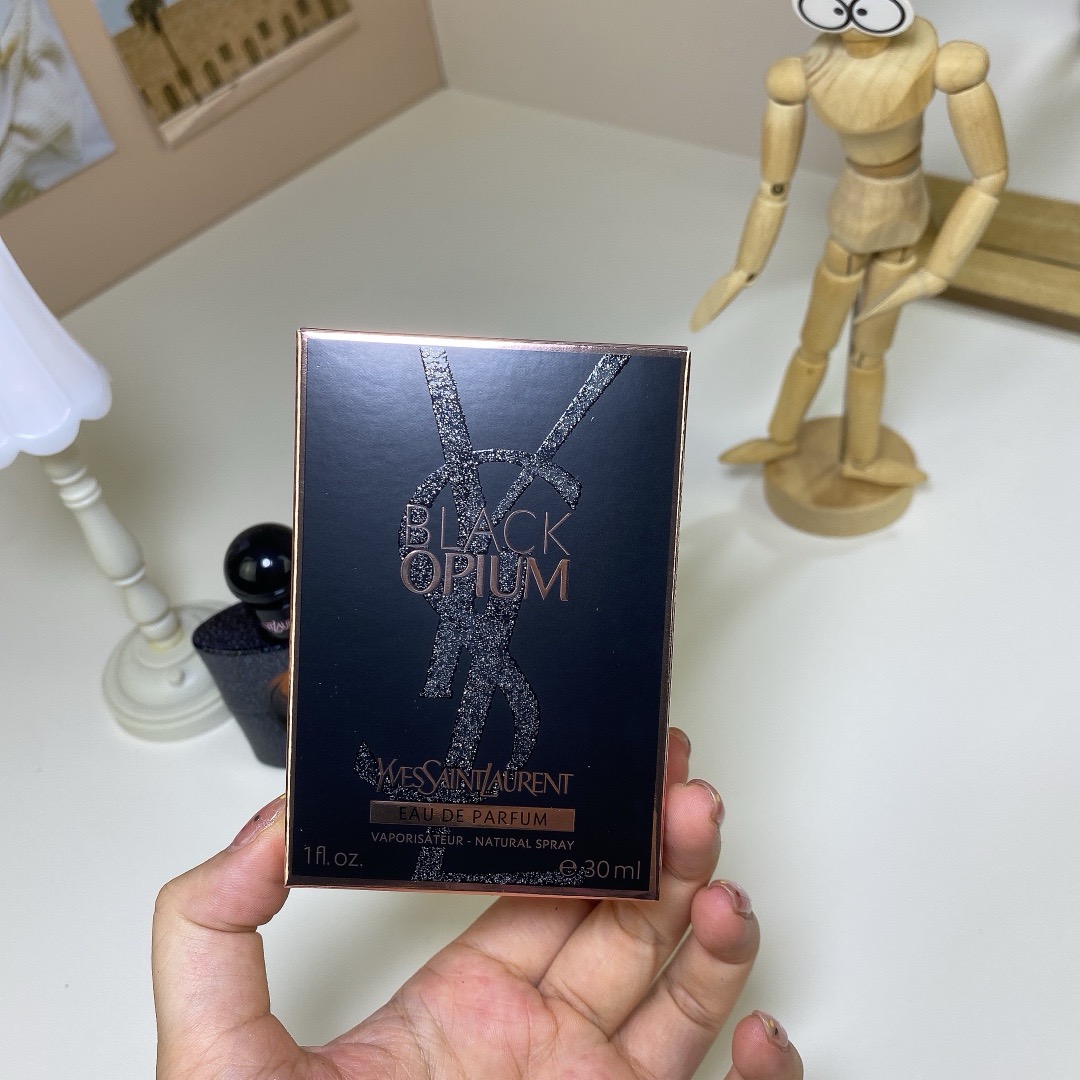 BLACK
OPIUM
YVESSAINTLAURENT
EAU DE PARFUM
VAPORISATEUR - NATURAL SPRAY
1 fl. oz. ℮ 30 ml